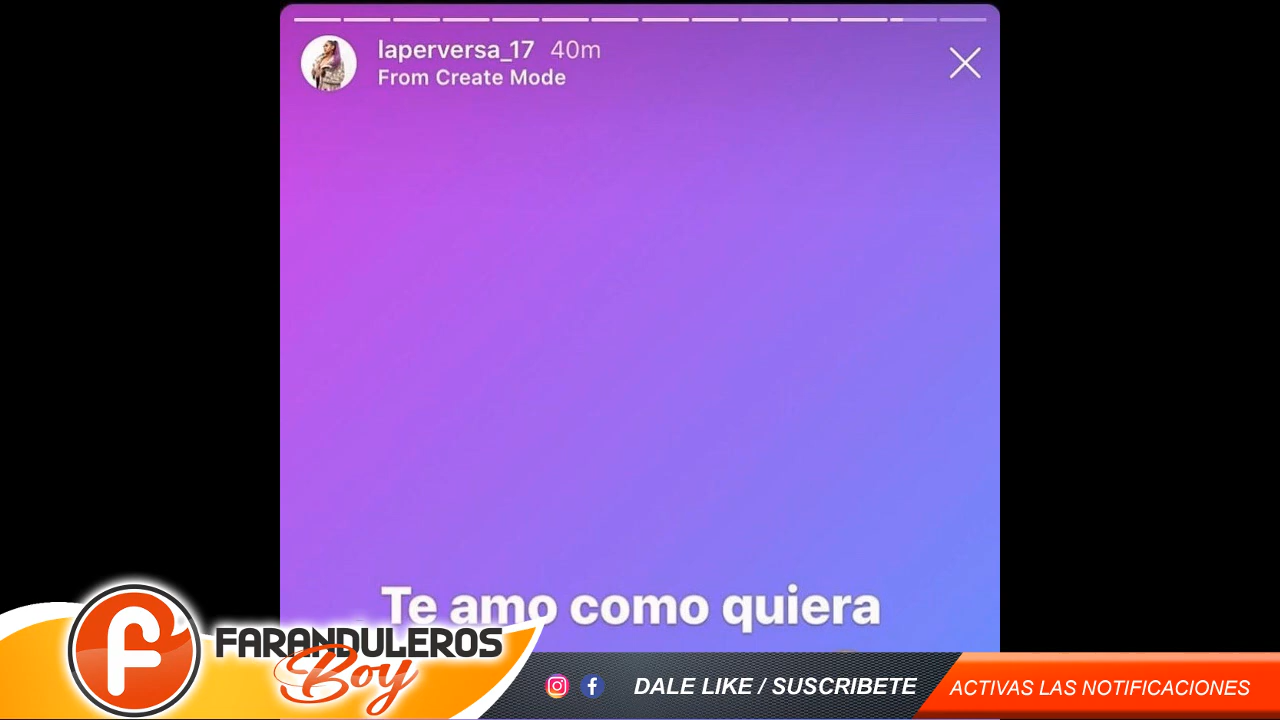 laperversa_17 40m
From Create Mode
Te amo como quiera
FARANDULEROS
Boy
DALE LIKE / SUSCRIBETE
ACTIVAS LAS NOTIFICACIONES